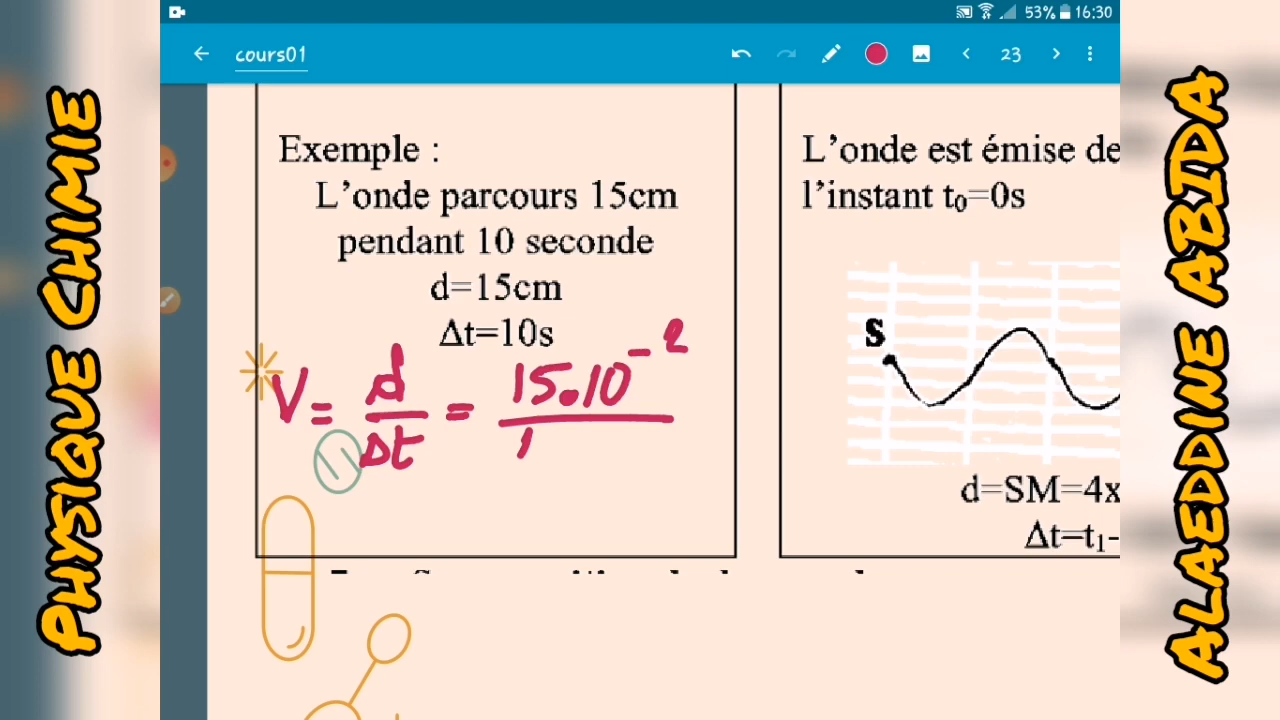 PHYSIQUE CHIMIE
53% 16:30
cours01
23
Exemple :
L'onde parcours 15cm
pendant 10 seconde
d=15cm
Δt=10s
V = d/Δt = 15.10⁻²/1
L'onde est émise de
l'instant t₀=0s
S
d=SM=4x
Δt=t₁-
ALAEDDINE ABIDA